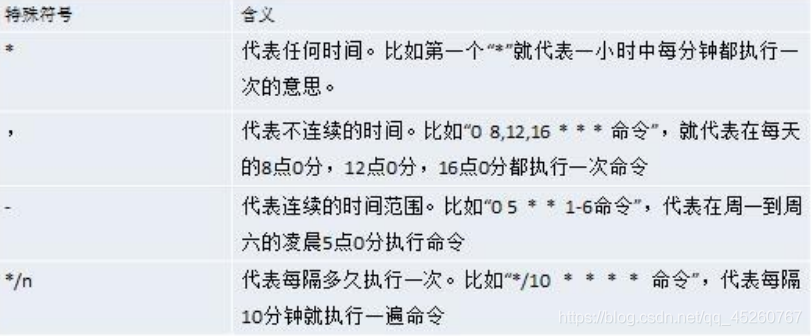 特殊符号 含义
* 代表任何时间。比如第一个“*”就代表一小时中每分钟都执行一
次的意思。
， 代表不连续的时间。比如“0 8,12,16 * * * 命令”，就代表在每天
的8点0分，12点0分，16点0分都执行一次命令
- 代表连续的时间范围。比如“0 5 * * 1-6命令”，代表在周一到周
六的凌晨5点0分执行命令
*/n 代表每隔多久执行一次。比如“*/10 * * * * 命令”，代表每隔
10分钟就执行一遍命令
https://blog.csdn.net/qq_45260767